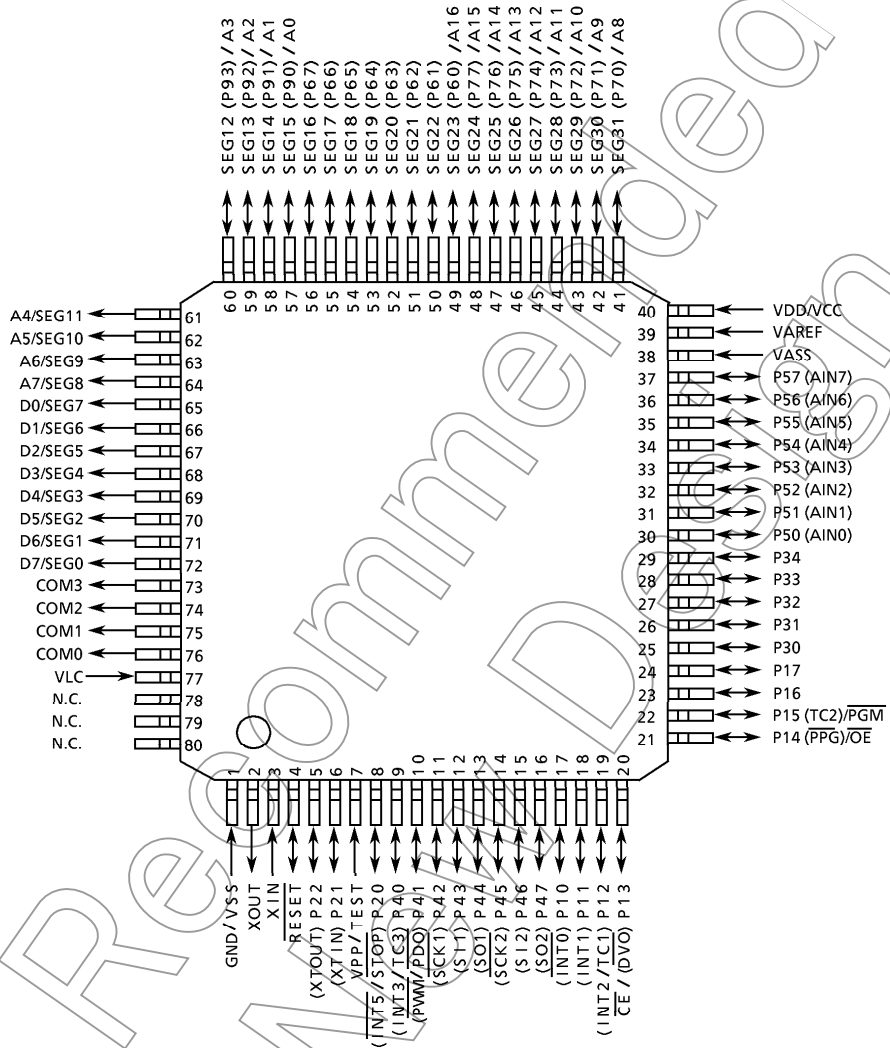 SEG12 (P93) / A3
SEG13 (P92) / A2
SEG14 (P91) / A1
SEG15 (P90) / A0
SEG16 (P67)
SEG17 (P66)
SEG18 (P65)
SEG19 (P64)
SEG20 (P63)
SEG21 (P62)
SEG22 (P61)
SEG23 (P60) / A16
SEG24 (P77) / A15
SEG25 (P76) / A14
SEG26 (P75) / A13
SEG27 (P74) / A12
SEG28 (P73) / A11
SEG29 (P72) / A10
SEG30 (P71) / A9
SEG31 (P70) / A8
60 59 58 57 56 55 54 53 52 51 50 49 48 47 46 45 44 43 42 41
A4/SEG11 61
A5/SEG10 62
A6/SEG9 63
A7/SEG8 64
D0/SEG7 65
D1/SEG6 66
D2/SEG5 67
D3/SEG4 68
D4/SEG3 69
D5/SEG2 70
D6/SEG1 71
D7/SEG0 72
COM3 73
COM2 74
COM1 75
COM0 76
VLC 77
N.C. 78
N.C. 79
N.C. 80
40 VDD/VCC
39 VAREF
38 VASS
37 P57 (AIN7)
36 P56 (AIN6)
35 P55 (AIN5)
34 P54 (AIN4)
33 P53 (AIN3)
32 P52 (AIN2)
31 P51 (AIN1)
30 P50 (AIN0)
29 P34
28 P33
27 P32
26 P31
25 P30
24 P17
23 P16
22 P15 (TC2)/PGM
21 P14 (PPG)/OE
1 2 3 4 5 6 7 8 9 10 11 12 13 14 15 16 17 18 19 20
GND/VSS
XOUT
XIN
RESET
(XTOUT) P22
(XTIN) P21
VPP/TEST
(INT5/STOP) P20
(INT3/TC3) P40
(PWM/PDO) P41
(SCK1) P42
(SI1) P43
(SO1) P44
(SCK2) P45
(SI2) P46
(SO2) P47
(INT0) P10
(INT1) P11
(INT2/TC1) P12
CE / (DVO) P13
Recommended
New Design